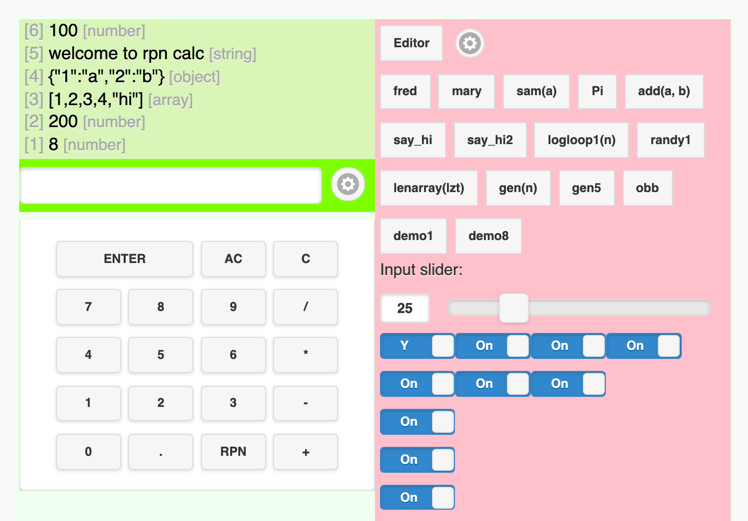 [6] 100 [number]
[5] welcome to rpn calc [string]
[4] {"1":"a","2":"b"} [object]
[3] [1,2,3,4,"hi"] [array]
[2] 200 [number]
[1] 8 [number]
ENTER AC C
7 8 9 /
4 5 6 *
1 2 3 -
0 . RPN +
Editor
fred mary sam(a) Pi add(a, b)
say_hi say_hi2 logloop1(n) randy1
lenarray(lzt) gen(n) gen5 obb
demo1 demo8
Input slider:
25
Y On On On
On On On
On
On
On